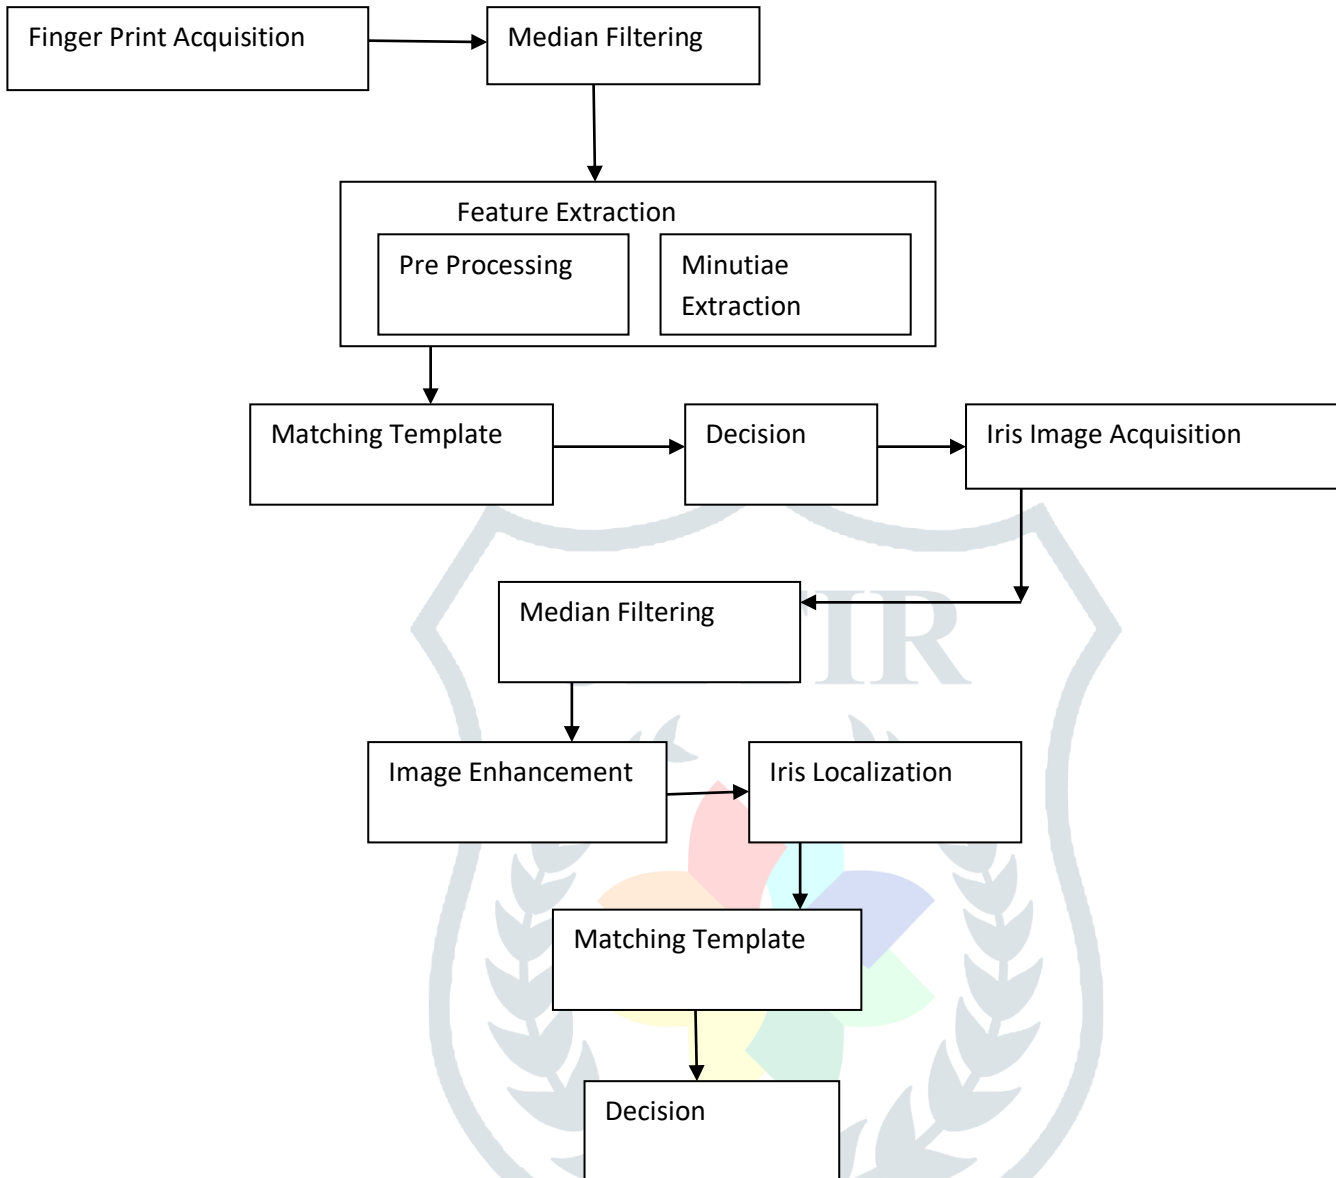 Finger Print Acquisition
Median Filtering
Feature Extraction
Pre Processing
Minutiae
Extraction
Matching Template
Decision
Iris Image Acquisition
Median Filtering
IR
Image Enhancement
Iris Localization
Matching Template
Decision